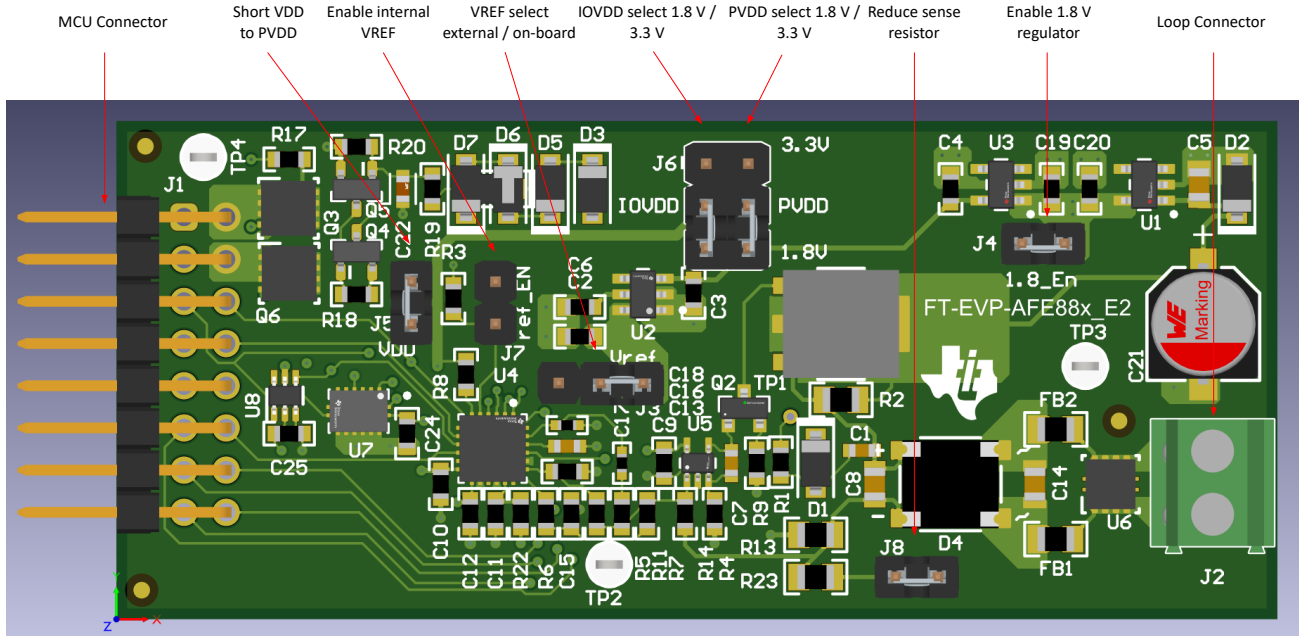 MCU Connector
Short VDD
to PVDD
Enable internal
VREF
VREF select
external / on-board
IOVDD select 1.8 V /
3.3 V
PVDD select 1.8 V /
3.3 V
Reduce sense
resistor
Enable 1.8 V
regulator
Loop Connector
TP4
R17
R20
D7
D6
D5
D3
J6
3.3V
C4
U3
C19
C20
C5
D2
J1
Q3
Q5
Q4
C22
R19
IOVDD
PVDD
1.8V
U1
J4
1.8_En
+
R3
C6
C2
U2
C3
FT-EVP-AFE88x_E2
Q6
R18
J5
VDD
ref_EN
J7
Vref
TP3
C21
WE
Marking
R8
U4
J3
C18
C16
C13
Q2
TP1
R2
U8
C25
U7
C24
C17
C9
U5
C1
+
FB2
C8
C14
U6
C10
C12
C11
R22
R6
C15
TP2
R5
R11
R7
R14
R4
C7
R9
R1
D1
R13
R23
J8
D4
~
~
-
FB1
J2
Y
Z
X